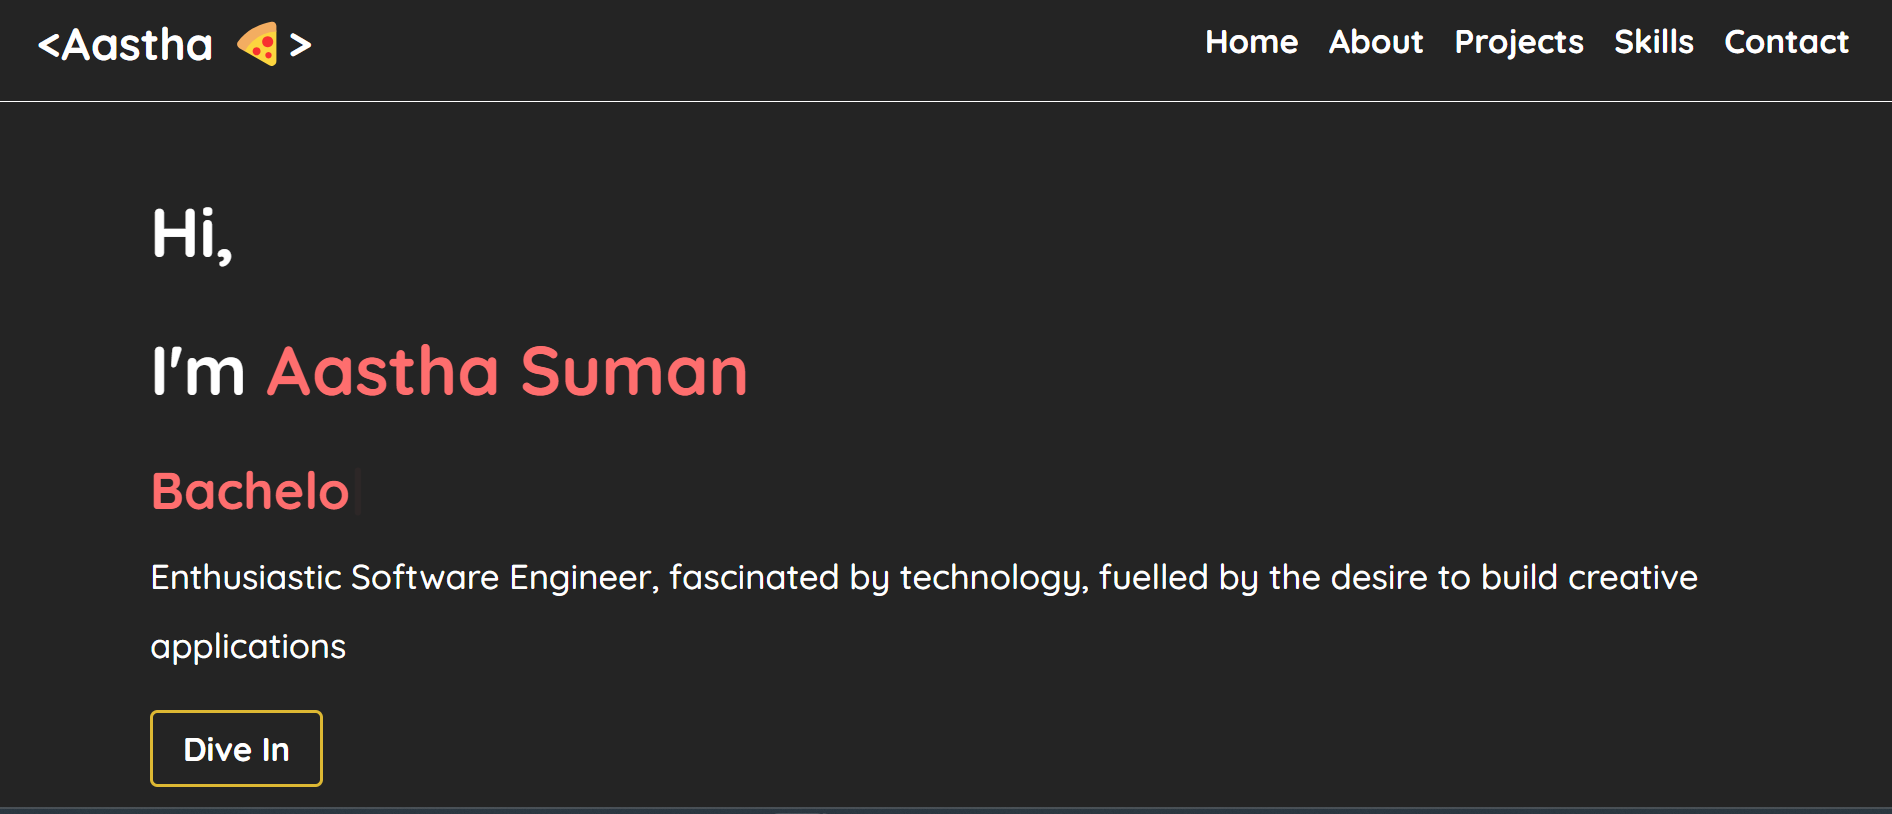 <Aastha 🍕>
Home About Projects Skills Contact
Hi,
I'm Aastha Suman
Bachelo
Enthusiastic Software Engineer, fascinated by technology, fuelled by the desire to build creative
applications
Dive In